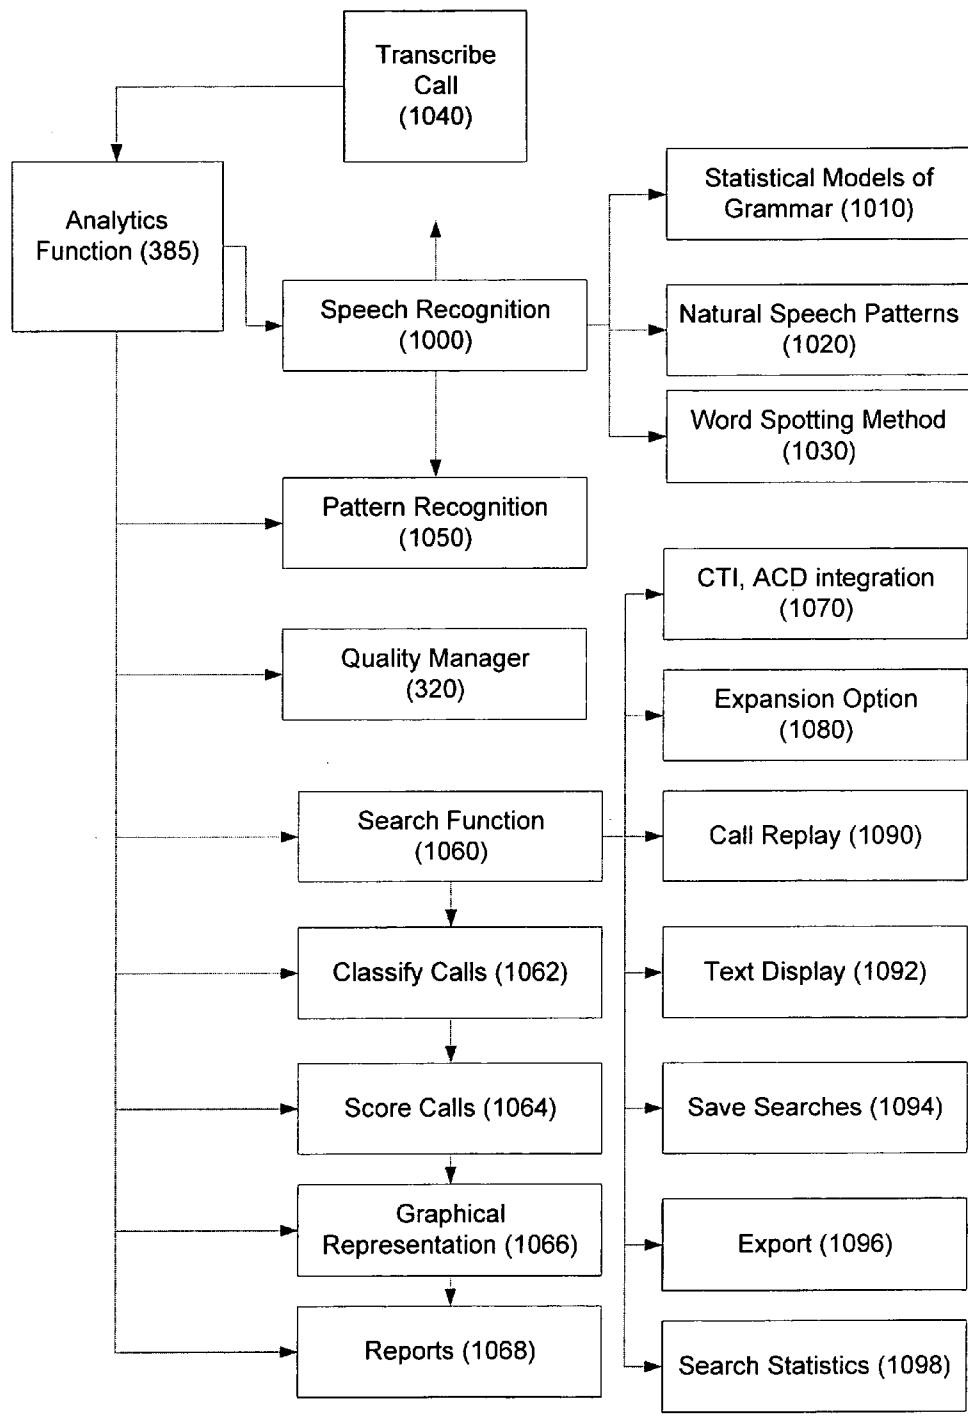 Transcribe
Call
(1040)
Analytics
Function (385)
Statistical Models of
Grammar (1010)
Speech Recognition
(1000)
Natural Speech Patterns
(1020)
Word Spotting Method
(1030)
Pattern Recognition
(1050)
CTI, ACD integration
(1070)
Quality Manager
(320)
Expansion Option
(1080)
Search Function
(1060)
Call Replay (1090)
Classify Calls (1062)
Text Display (1092)
Score Calls (1064)
Save Searches (1094)
Graphical
Representation (1066)
Export (1096)
Reports (1068)
Search Statistics (1098)